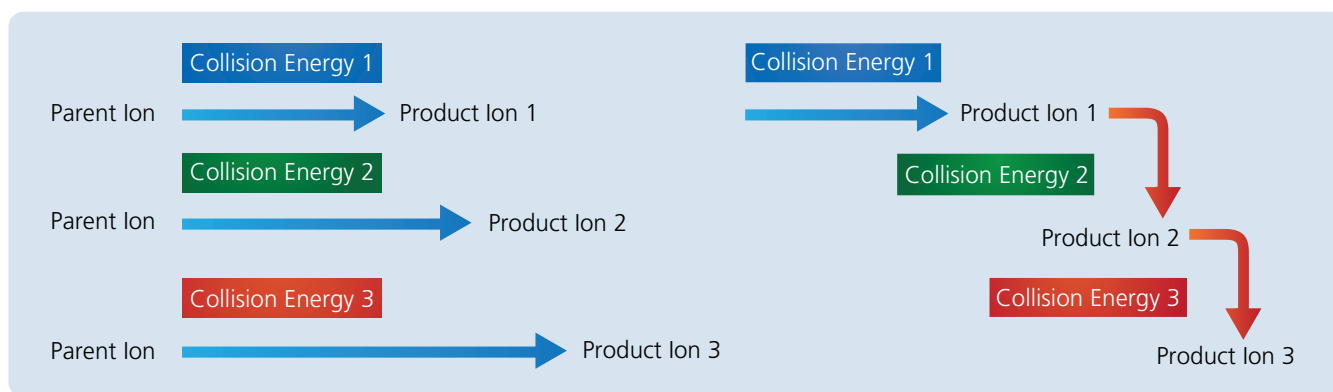 Collision Energy 1
Parent Ion
Product Ion 1
Collision Energy 2
Parent Ion
Product Ion 2
Collision Energy 3
Parent Ion
Product Ion 3
Collision Energy 1
Product Ion 1
Collision Energy 2
Product Ion 2
Collision Energy 3
Product Ion 3